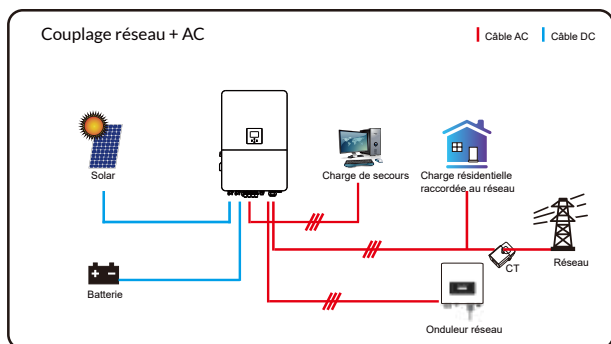 Couplage réseau + AC
Câble AC
Câble DC
Solar
Charge de secours
Charge résidentielle
raccordée au réseau
CT
Réseau
Batterie
Onduleur réseau